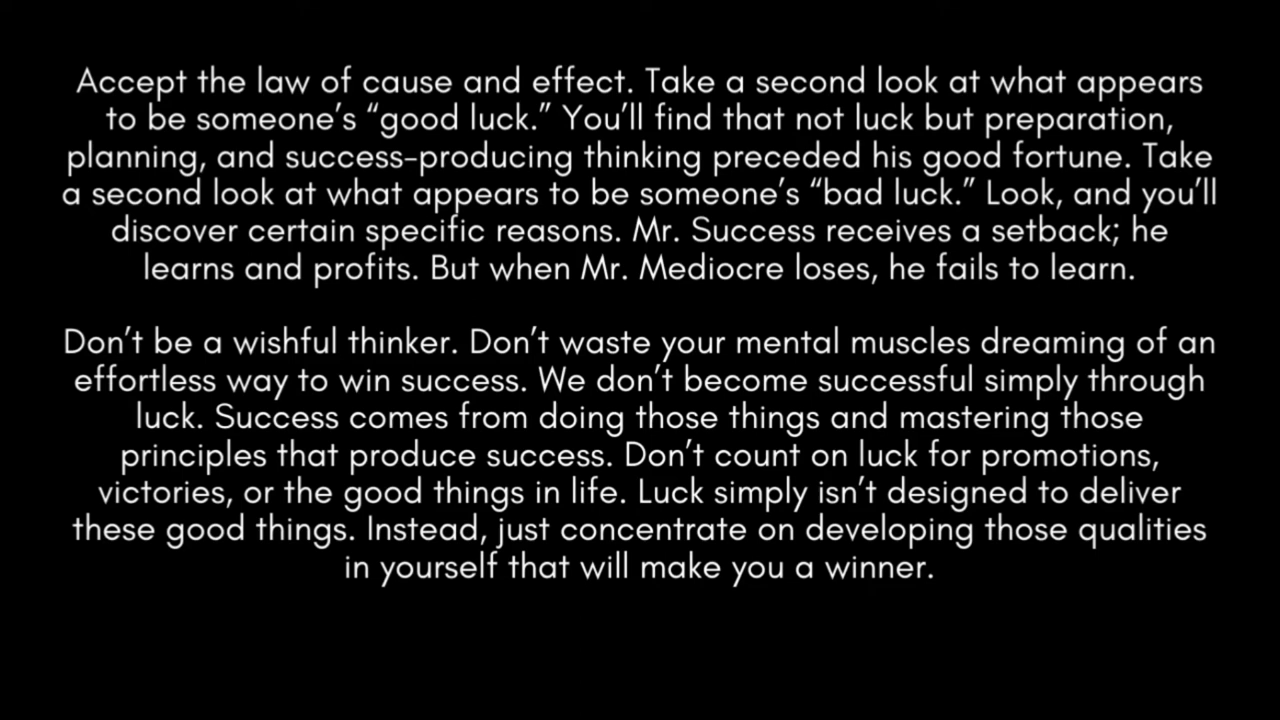 Accept the law of cause and effect. Take a second look at what appears
to be someone’s “good luck.” You’ll find that not luck but preparation,
planning, and success-producing thinking preceded his good fortune. Take
a second look at what appears to be someone’s “bad luck.” Look, and you’ll
discover certain specific reasons. Mr. Success receives a setback; he
learns and profits. But when Mr. Mediocre loses, he fails to learn.
Don’t be a wishful thinker. Don’t waste your mental muscles dreaming of an
effortless way to win success. We don’t become successful simply through
luck. Success comes from doing those things and mastering those
principles that produce success. Don’t count on luck for promotions,
victories, or the good things in life. Luck simply isn’t designed to deliver
these good things. Instead, just concentrate on developing those qualities
in yourself that will make you a winner.